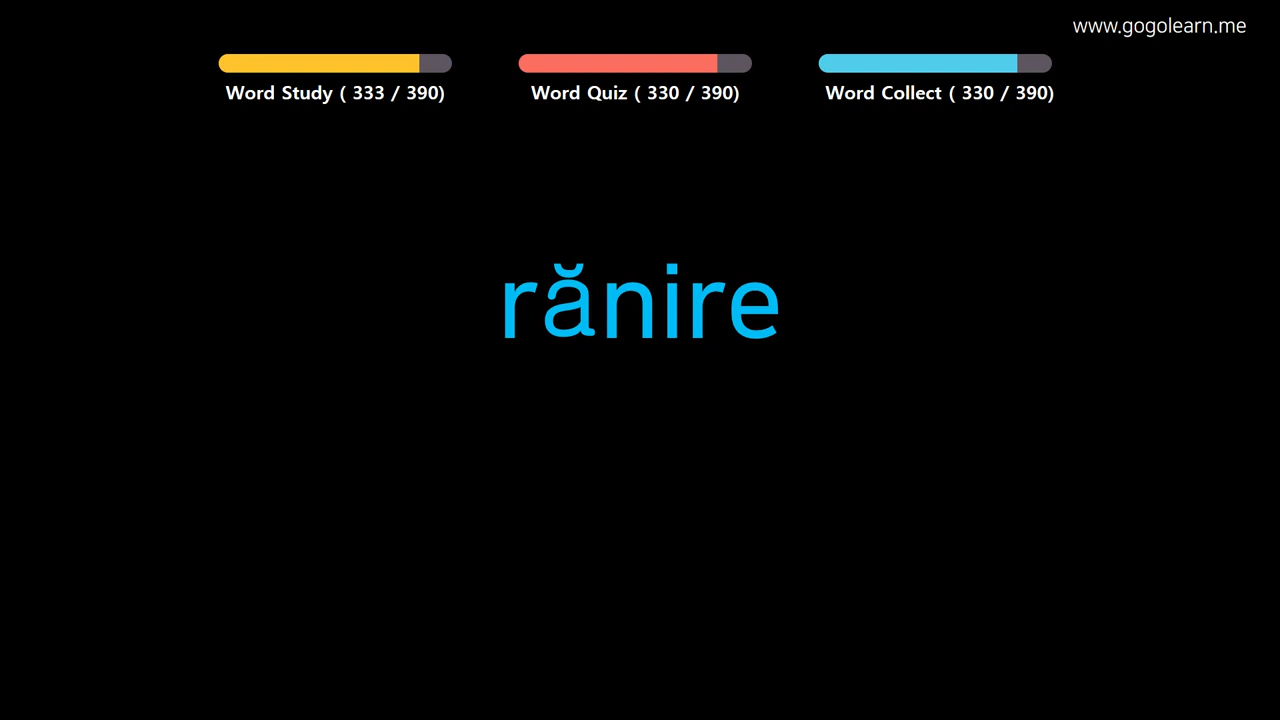 www.gogolearn.me
Word Study ( 333 / 390)
Word Quiz ( 330 / 390)
Word Collect ( 330 / 390)
rănire